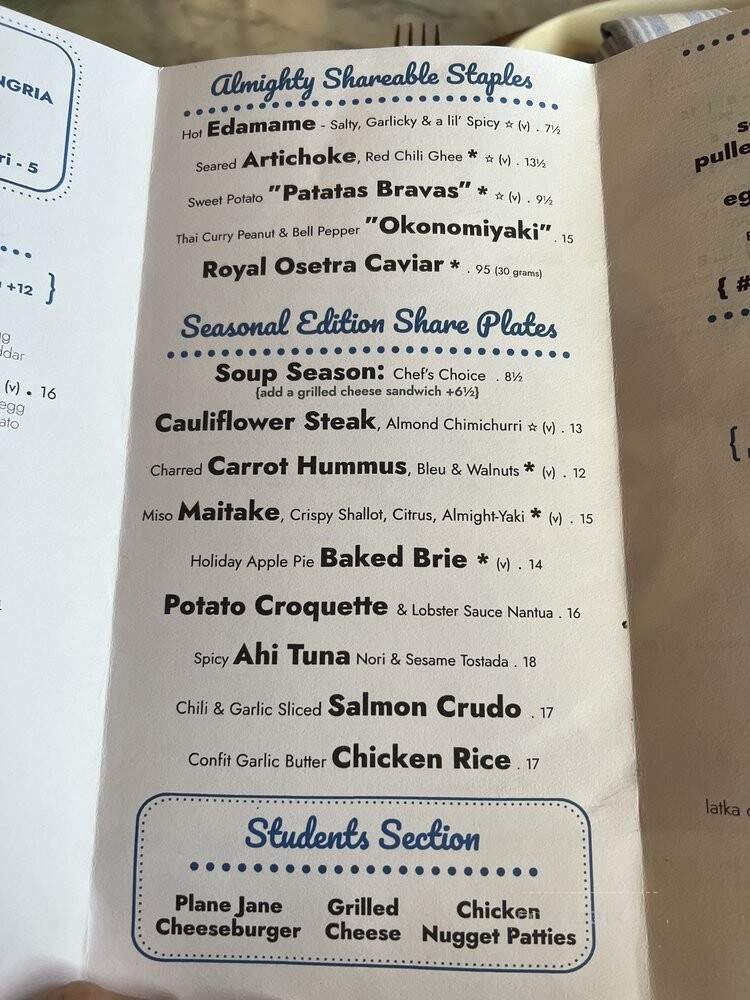 NGRIA
ri - 5
+12 }
gg
ddar
(v) . 16
egg
ato
Almighty Shareable Staples
Hot Edamame - Salty, Garlicky & a lil' Spicy ☆ (v) . 7½
Seared Artichoke, Red Chili Ghee * ☆ (v) . 13½
Sweet Potato "Patatas Bravas" * ☆ (v) . 9½
Thai Curry Peanut & Bell Pepper "Okonomiyaki" . 15
Royal Osetra Caviar * . 95 (30 grams)
Seasonal Edition Share Plates
Soup Season: Chef's Choice . 8½
{add a grilled cheese sandwich +6½}
Cauliflower Steak, Almond Chimichurri ☆ (v) . 13
Charred Carrot Hummus, Bleu & Walnuts * (v) . 12
Miso Maitake, Crispy Shallot, Citrus, Almight-Yaki * (v) . 15
Holiday Apple Pie Baked Brie * (v) . 14
Potato Croquette & Lobster Sauce Nantua . 16
Spicy Ahi Tuna Nori & Sesame Tostada . 18
Chili & Garlic Sliced Salmon Crudo . 17
Confit Garlic Butter Chicken Rice . 17
Students Section
Plane Jane Cheeseburger
Grilled Cheese
Chicken Nugget Patties
s
pulle
eg
{ #
{
latka